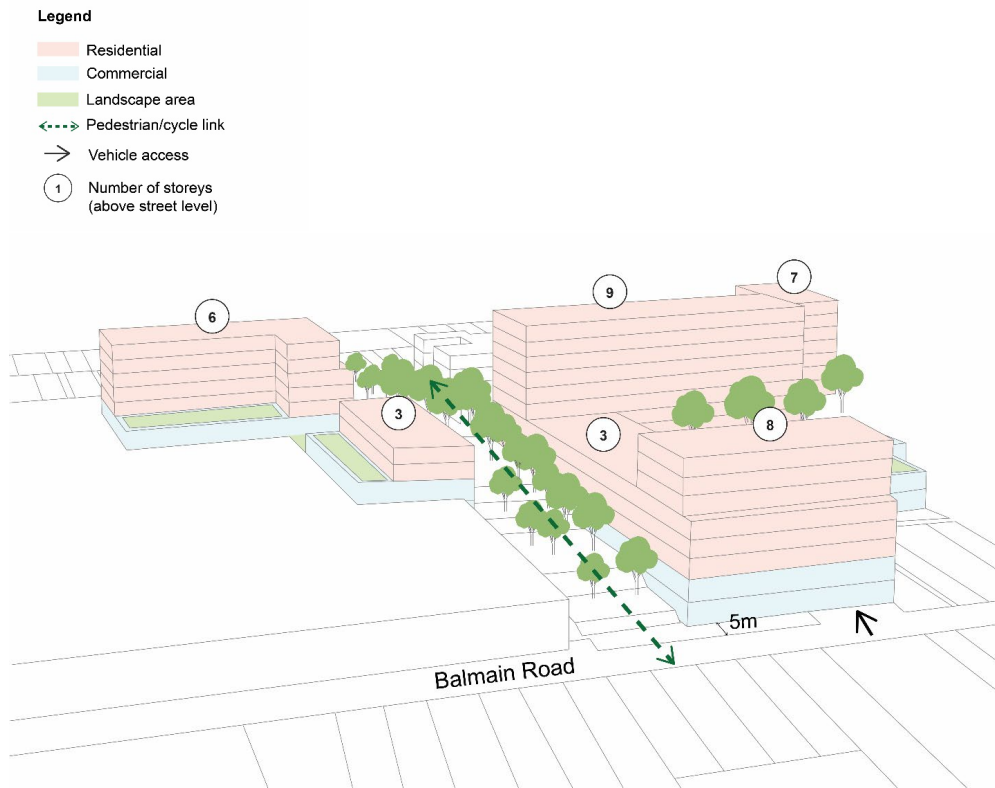 Legend
Residential
Commercial
Landscape area
Pedestrian/cycle link
Vehicle access
1
Number of storeys
(above street level)
7
9
6
3
3
8
5m
Balmain Road